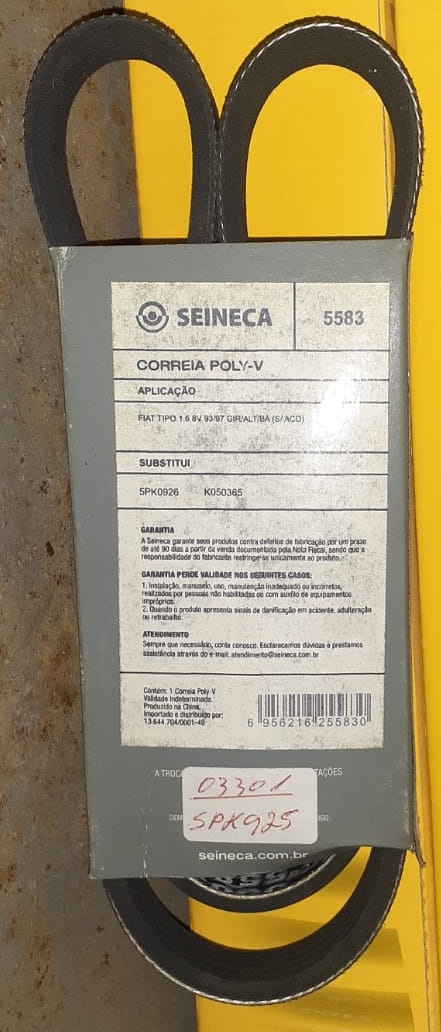 SEINECA
5583
CORREIA POLY-V
APLICAÇÃO
FIAT TIPO 1.6 8V 93/97 GIR/ALT/BA (S/ ACD)
SUBSTITUI
5PK0926 K050365
GARANTIA
A Seineca garante seus produtos contra defeitos de fabricação por um prazo
de até 90 dias a partir da venda documentada pela Nota Fiscal, sendo que a
responsabilidade do fabricante restringe-se unicamente ao produto.
GARANTIA PERDE VALIDADE NOS SEGUINTES CASOS:
1. Instalação, manuseio, uso, manutenção inadequado ou incorretos,
realizados por pessoas não habilitadas ou com auxílio de equipamentos
impróprios.
2. Quando o produto apresenta sinais de danificação em acidente, adulteração
ou retrabalho.
ATENDIMENTO
Sempre que necessário, conte conosco. Esclarecemos dúvidas e prestamos
assistência através do e-mail: atendimento@seineca.com.br
Contém: 1 Correia Poly-V
Validade Indeterminada.
Produzido na China.
Importado e distribuído por:
13.644.704/0001-49
6 956216 255830
A TROCA
03301
5PK925
seineca.com.br